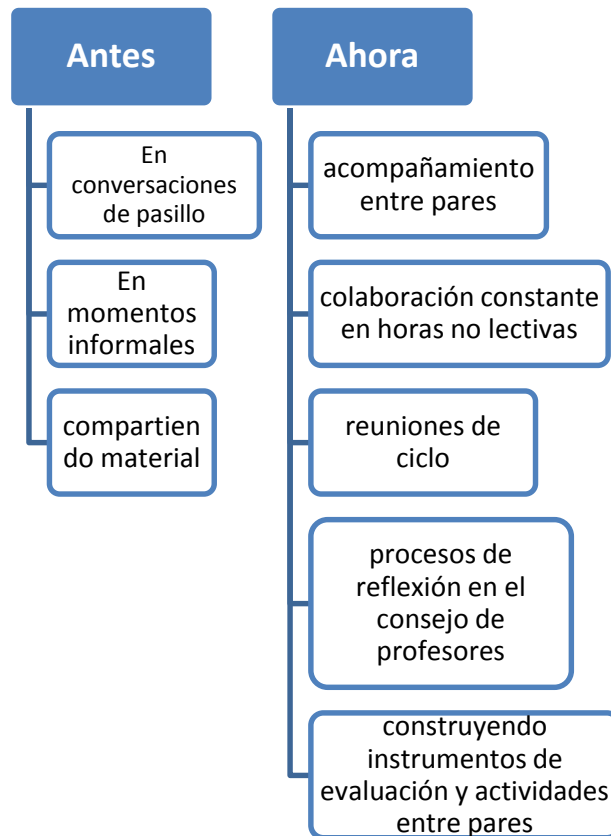 Antes
En
conversaciones
de pasillo
En
momentos
informales
compartien
do material
Ahora
acompañamiento
entre pares
colaboración constante
en horas no lectivas
reuniones de
ciclo
procesos de
reflexión en el
consejo de
profesores
construyendo
instrumentos de
evaluación y actividades
entre pares